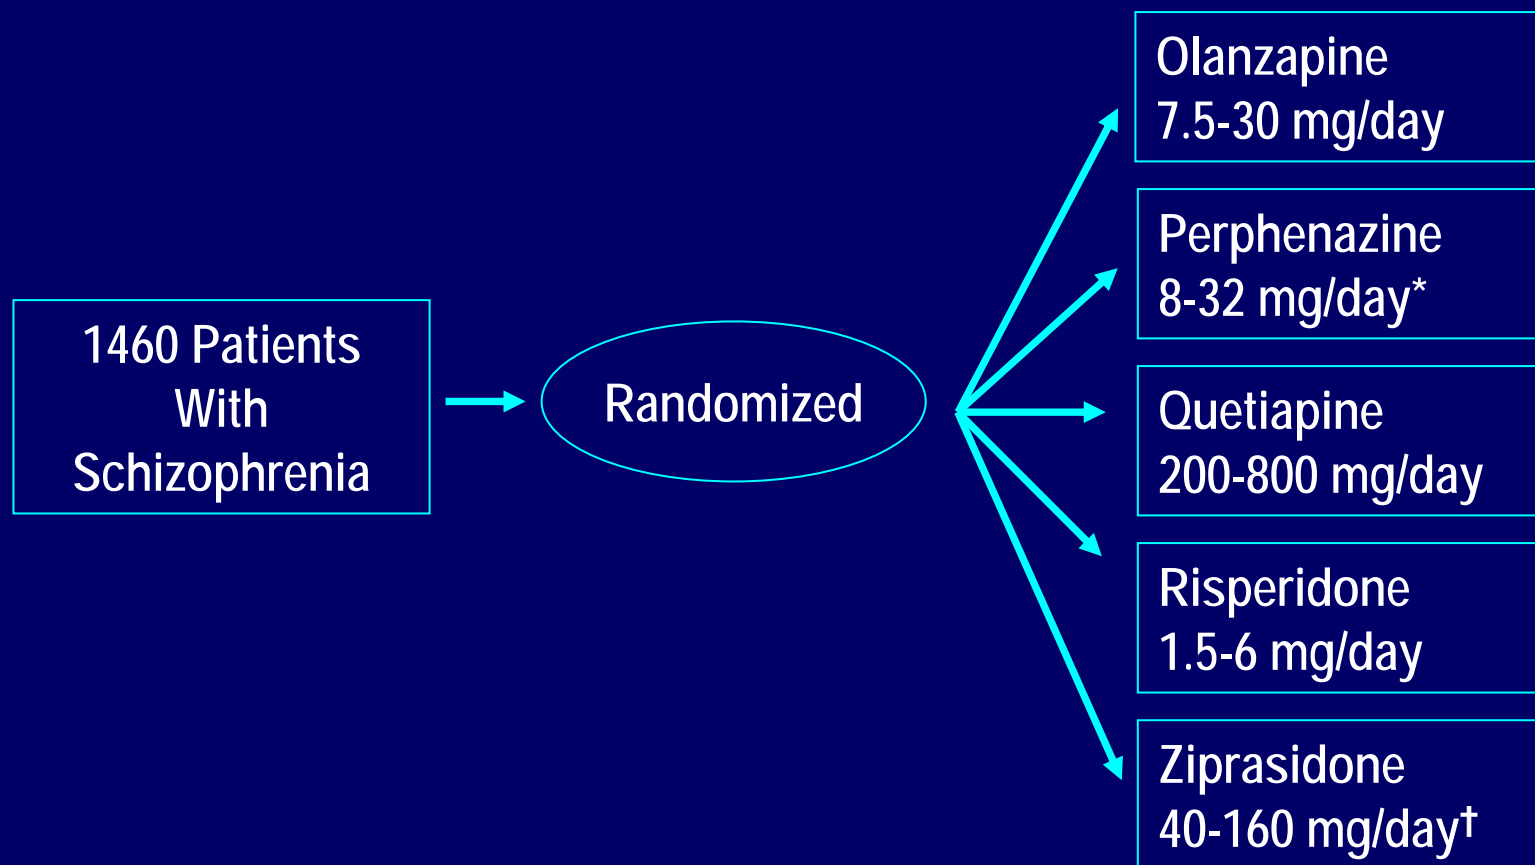 1460 Patients
With
Schizophrenia
Randomized
Olanzapine
7.5-30 mg/day
Perphenazine
8-32 mg/day*
Quetiapine
200-800 mg/day
Risperidone
1.5-6 mg/day
Ziprasidone
40-160 mg/day†